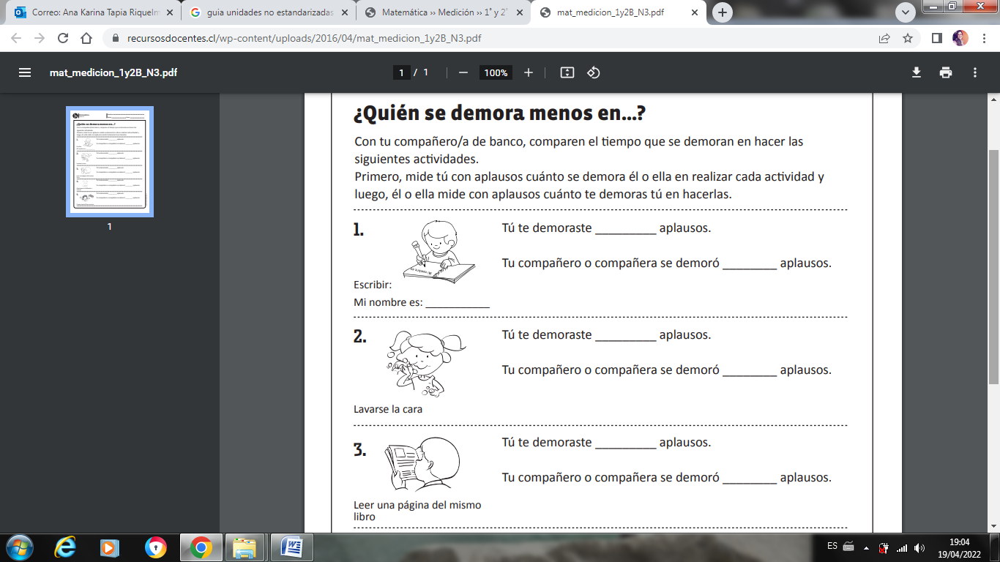 Correo: Ana Karina Tapia Riquelm
guia unidades no estandarizadas
Matemática ›› Medición ›› 1° y 2°
mat_medicion_1y2B_N3.pdf
recursosdocentes.cl/wp-content/uploads/2016/04/mat_medicion_1y2B_N3.pdf
mat_medicion_1y2B_N3.pdf
1 / 1
100%
1
¿Quién se demora menos en...?
Con tu compañero/a de banco, comparen el tiempo que se demoran en hacer las
siguientes actividades.
Primero, mide tú con aplausos cuánto se demora él o ella en realizar cada actividad y
luego, él o ella mide con aplausos cuánto te demoras tú en hacerlas.
1.
Tú te demoraste _________ aplausos.
Tu compañero o compañera se demoró ________ aplausos.
Escribir:
Mi nombre es: ___________
2.
Tú te demoraste _________ aplausos.
Tu compañero o compañera se demoró ________ aplausos.
Lavarse la cara
3.
Tú te demoraste _________ aplausos.
Tu compañero o compañera se demoró ________ aplausos.
Leer una página del mismo
libro
ES
19:04
19/04/2022